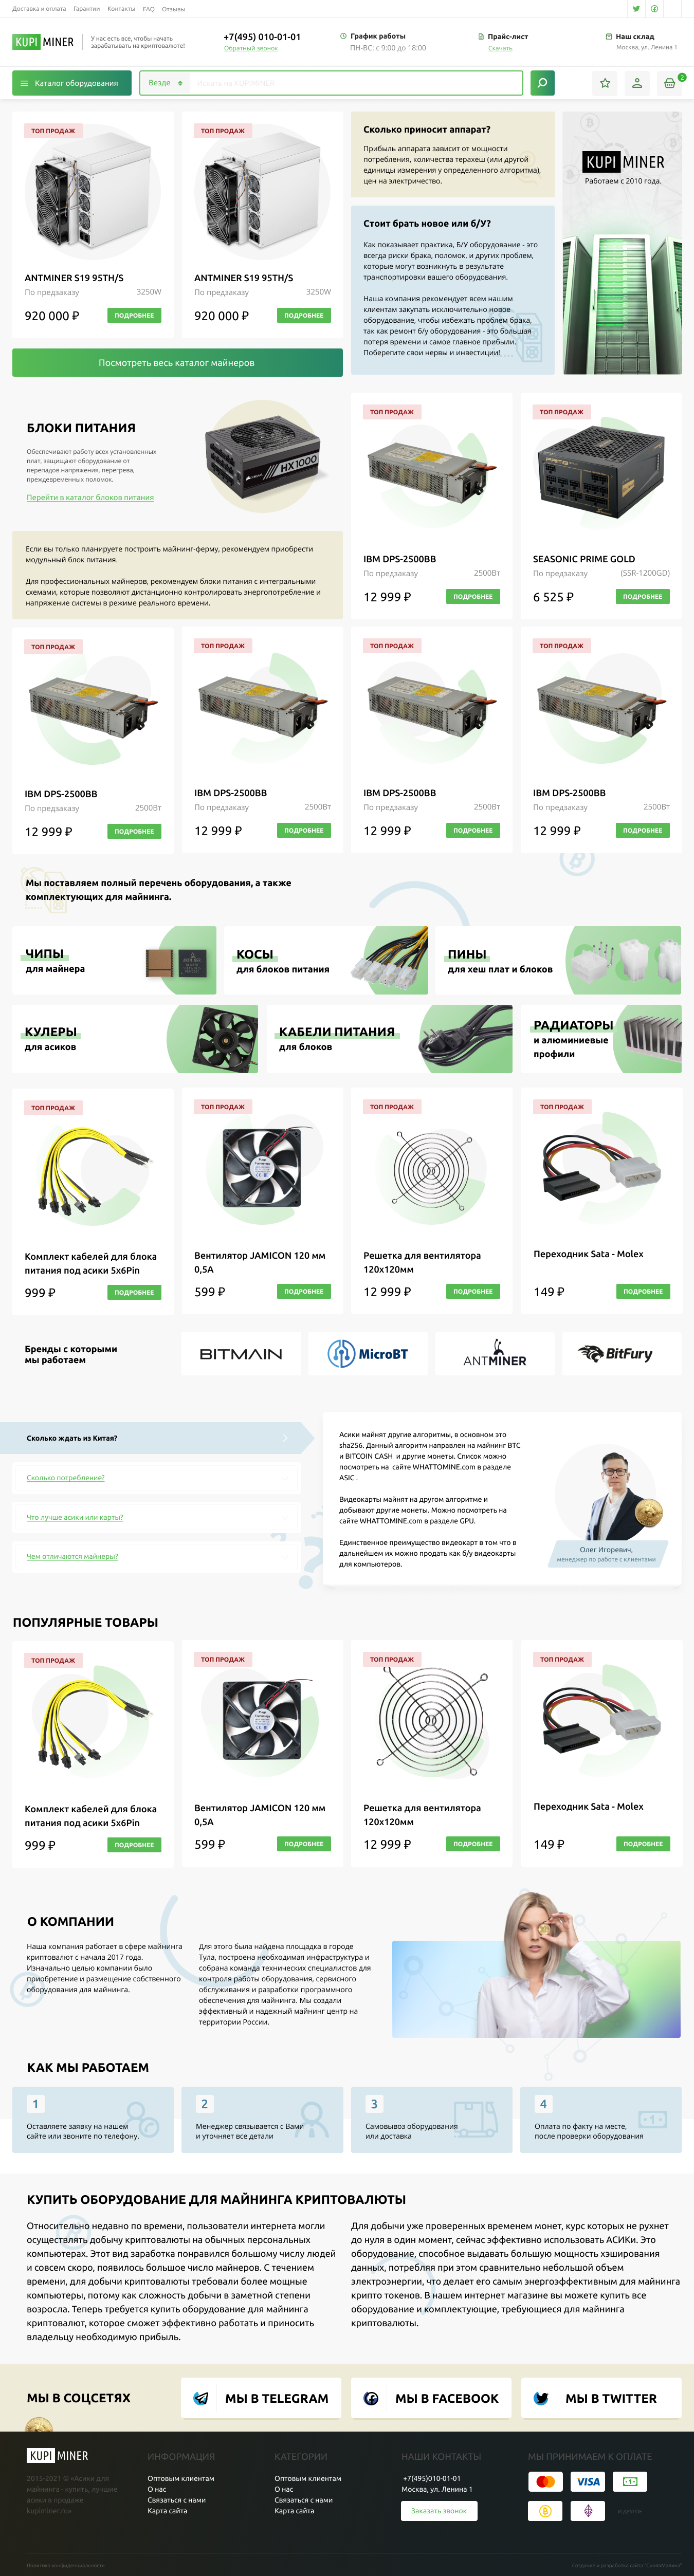 Доставка и оплата Гарантии Контакты FAQ Отзывы
KUPI MINER
У нас есть все, чтобы начать
зарабатывать на криптовалюте!
+7(495) 010-01-01
Обратный звонок
График работы
ПН-ВС: с 9:00 до 18:00
Прайс-лист
Скачать
Наш склад
Москва, ул. Ленина 1
Каталог оборудования
Везде
2
ТОП ПРОДАЖ
ANTMINER S19 95TH/S
По предзаказу 3250W
920 000 ₽ ПОДРОБНЕЕ
ТОП ПРОДАЖ
ANTMINER S19 95TH/S
По предзаказу 3250W
920 000 ₽ ПОДРОБНЕЕ
Посмотреть весь каталог майнеров
Сколько приносит аппарат?
Прибыль аппарата зависит от мощности
потребления, количества терахеш (или другой
единицы измерения у определенного алгоритма),
цен на электричество.
Стоит брать новое или б/У?
Как показывает практика, Б/У оборудование - это
всегда риски брака, поломок, и других проблем,
которые могут возникнуть в результате
транспортировки вашего оборудования.
Наша компания рекомендует всем нашим
клиентам закупать исключительно новое
оборудование, чтобы избежать проблем брака,
так как ремонт б/у оборудования - это большая
потеря времени и самое главное прибыли.
Поберегите свои нервы и инвестиции!
KUPI MINER
Работаем с 2010 года.
БЛОКИ ПИТАНИЯ
Обеспечивают работу всех установленных
плат, защищают оборудование от
перепадов напряжения, перегрева,
преждевременных поломок.
Перейти в каталог блоков питания
HX1000
Если вы только планируете построить майнинг-ферму, рекомендуем приобрести
модульный блок питания.
Для профессиональных майнеров, рекомендуем блоки питания с интегральными
схемами, которые позволяют дистанционно контролировать энергопотребление и
напряжение системы в режиме реального времени.
ТОП ПРОДАЖ
IBM DPS-2500BB
По предзаказу 2500Вт
12 999 ₽ ПОДРОБНЕЕ
ТОП ПРОДАЖ
SEASONIC PRIME GOLD
По предзаказу (SSR-1200GD)
6 525 ₽ ПОДРОБНЕЕ
ТОП ПРОДАЖ
IBM DPS-2500BB
По предзаказу 2500Вт
12 999 ₽ ПОДРОБНЕЕ
ТОП ПРОДАЖ
IBM DPS-2500BB
По предзаказу 2500Вт
12 999 ₽ ПОДРОБНЕЕ
ТОП ПРОДАЖ
IBM DPS-2500BB
По предзаказу 2500Вт
12 999 ₽ ПОДРОБНЕЕ
ТОП ПРОДАЖ
IBM DPS-2500BB
По предзаказу 2500Вт
12 999 ₽ ПОДРОБНЕЕ
Мы поставляем полный перечень оборудования, а также
комплектующих для майнинга.
ЧИПЫ
для майнера
КОСЫ
для блоков питания
ПИНЫ
для хеш плат и блоков
КУЛЕРЫ
для асиков
КАБЕЛИ ПИТАНИЯ
для блоков
РАДИАТОРЫ
и алюминиевые
профили
ТОП ПРОДАЖ
Комплект кабелей для блока
питания под асики 5x6Pin
999 ₽ ПОДРОБНЕЕ
ТОП ПРОДАЖ
Вентилятор JAMICON 120 мм
0,5A
599 ₽ ПОДРОБНЕЕ
ТОП ПРОДАЖ
Решетка для вентилятора
120х120мм
12 999 ₽ ПОДРОБНЕЕ
ТОП ПРОДАЖ
Переходник Sata - Molex
149 ₽ ПОДРОБНЕЕ
Бренды с которыми
мы работаем
BITMAIN
MicroBT
ANTMINER
BitFury
Сколько ждать из Китая?
Сколько потребление?
Что лучше асики или карты?
Чем отличаются майнеры?
Асики майнят другие алгоритмы, в основном это
sha256. Данный алгоритм направлен на майнинг BTC
и BITCOIN CASH и другие монеты. Список можно
посмотреть на сайте WHATTOMINE.com в разделе
ASIC .
Видеокарты майнят на другом алгоритме и
добывают другие монеты. Можно посмотреть на
сайте WHATTOMINE.com в разделе GPU.
Единственное преимущество видеокарт в том что в
дальнейшем их можно продать как б/у видеокарты
для компьютеров.
Олег Игоревич,
менеджер по работе с клиентами
ПОПУЛЯРНЫЕ ТОВАРЫ
ТОП ПРОДАЖ
Комплект кабелей для блока
питания под асики 5x6Pin
999 ₽ ПОДРОБНЕЕ
ТОП ПРОДАЖ
Вентилятор JAMICON 120 мм
0,5A
599 ₽ ПОДРОБНЕЕ
ТОП ПРОДАЖ
Решетка для вентилятора
120х120мм
12 999 ₽ ПОДРОБНЕЕ
ТОП ПРОДАЖ
Переходник Sata - Molex
149 ₽ ПОДРОБНЕЕ
О КОМПАНИИ
Наша компания работает в сфере майнинга
криптовалют с начала 2017 года.
Изначально целью компании было
приобретение и размещение собственного
оборудования для майнинга.
Для этого была найдена площадка в городе
Тула, построена необходимая инфраструктура и
собрана команда технических специалистов для
контроля работы оборудования, сервисного
обслуживания и разработки программного
обеспечения для майнинга. Мы создали
эффективный и надежный майнинг центр на
территории России.
КАК МЫ РАБОТАЕМ
1
Оставляете заявку на нашем
сайте или звоните по телефону.
2
Менеджер связывается с Вами
и уточняет все детали
3
Самовывоз оборудования
или доставка
4
Оплата по факту на месте,
после проверки оборудования
КУПИТЬ ОБОРУДОВАНИЕ ДЛЯ МАЙНИНГА КРИПТОВАЛЮТЫ
Относительно недавно по времени, пользователи интернета могли
осуществлять добычу криптовалюты на обычных персональных
компьютерах. Этот вид заработка понравился большому числу людей
и совсем скоро, появилось большое число майнеров. С течением
времени, для добычи криптовалюты требовали более мощные
компьютеры, потому как сложность добычи в заметной степени
возросла. Теперь требуется купить оборудование для майнинга
криптовалют, которое сможет эффективно работать и приносить
владельцу необходимую прибыль.
Для добычи уже проверенных временем монет, курс которых не рухнет
до нуля в один момент, сейчас эффективно использовать АСИКи. Это
оборудование, способное выдавать большую мощность хэширования
данных, потребляя при этом сравнительно небольшой объем
электроэнергии, что делает его самым энергоэффективным для майнинга
крипто токенов. В нашем интернет магазине вы можете купить все
оборудование и комплектующие, требующиеся для майнинга
криптовалюты.
МЫ В СОЦСЕТЯХ
МЫ В TELEGRAM
МЫ В FACEBOOK
МЫ В TWITTER
KUPI MINER
2015-2021 © «Асики для
майнинга - купить, лучшие
асики в продаже
kupiminer.ru»
ИНФОРМАЦИЯ
Оптовым клиентам
О нас
Связаться с нами
Карта сайта
КАТЕГОРИИ
Оптовым клиентам
О нас
Связаться с нами
Карта сайта
НАШИ КОНТАКТЫ
+7(495)010-01-01
Москва, ул. Ленина 1
Заказать звонок
МЫ ПРИНИМАЕМ К ОПЛАТЕ
VISA
и другое
Политика конфиденциальности